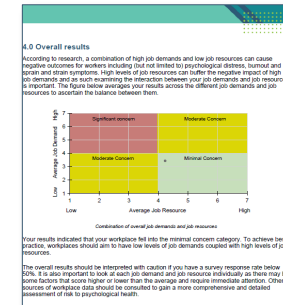 4.0 Overall results
According to research, a combination of high job demands and low job resources can cause
negative outcomes for workers including (but not limited to) psychological distress, burnout and
sprain and strain symptoms. High levels of job resources can buffer the negative impact of high
job demands and as such examining the interaction between your job demands and job resourc
is important. The figure below averages your results across the different job demands and job
resources to ascertain the balance between them.
High
7
6
5
4
3
2
1
Low
Average Job Demand
Significant concern
Moderate Concern
Moderate Concern
Minimal Concern
1 2 3 4 5 6 7
Low Average Job Resource High
Combination of overall job demands and job resources
Your results indicated that your workplace fell into the minimal concern category. To achieve be
practice, workplaces should aim to have low levels of job demands coupled with high levels of jo
resources.
The overall results should be interpreted with caution if you have a survey response rate below
50%. It is also important to look at each job demand and job resource individually as there may
some factors that score higher or lower than the average and require immediate attention. Other
sources of workplace data should be consulted to gain a more comprehensive and detailed
assessment of risk to psychological health.